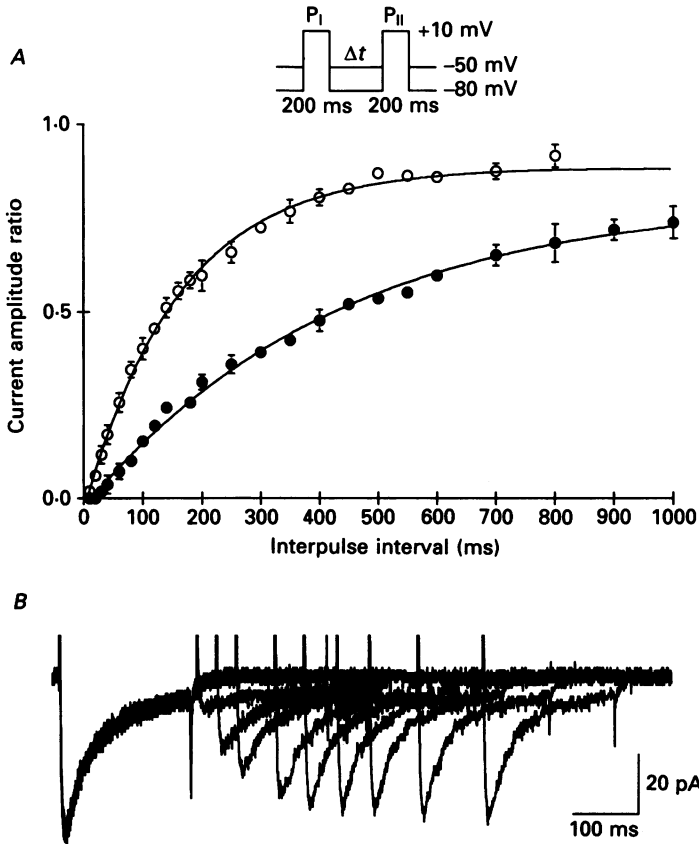 A
P_I P_II
+10 mV
Δt
−50 mV
−80 mV
200 ms 200 ms
1·0
0·5
0·0
Current amplitude ratio
0 100 200 300 400 500 600 700 800 900 1000
Interpulse interval (ms)
B
20 pA
100 ms